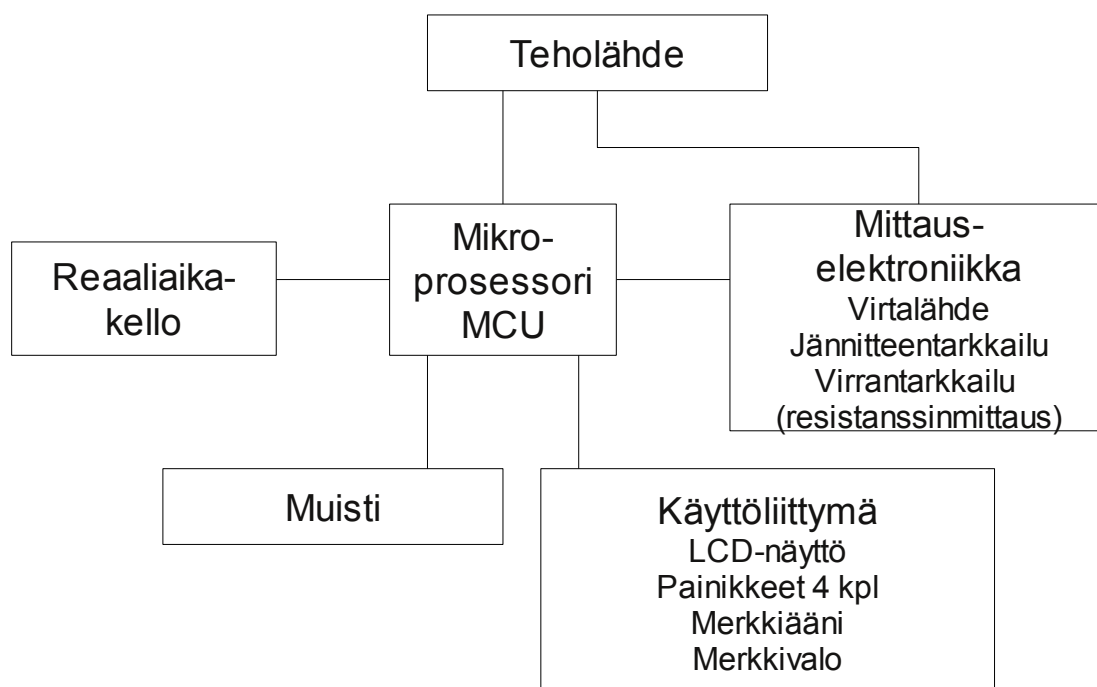 Teholähde
Reaaliaika-
kello
Mikro-
prosessori
MCU
Mittaus-
elektroniikka
Virtalähde
Jännitteentarkkailu
Virrantarkkailu
(resistanssinmittaus)
Muisti
Käyttöliittymä
LCD-näyttö
Painikkeet 4 kpl
Merkkiääni
Merkkivalo